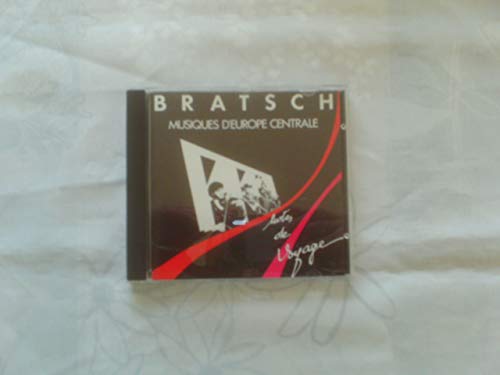 BRATSCH
MUSIQUES D'EUROPE CENTRALE
Notes
de
Voyage